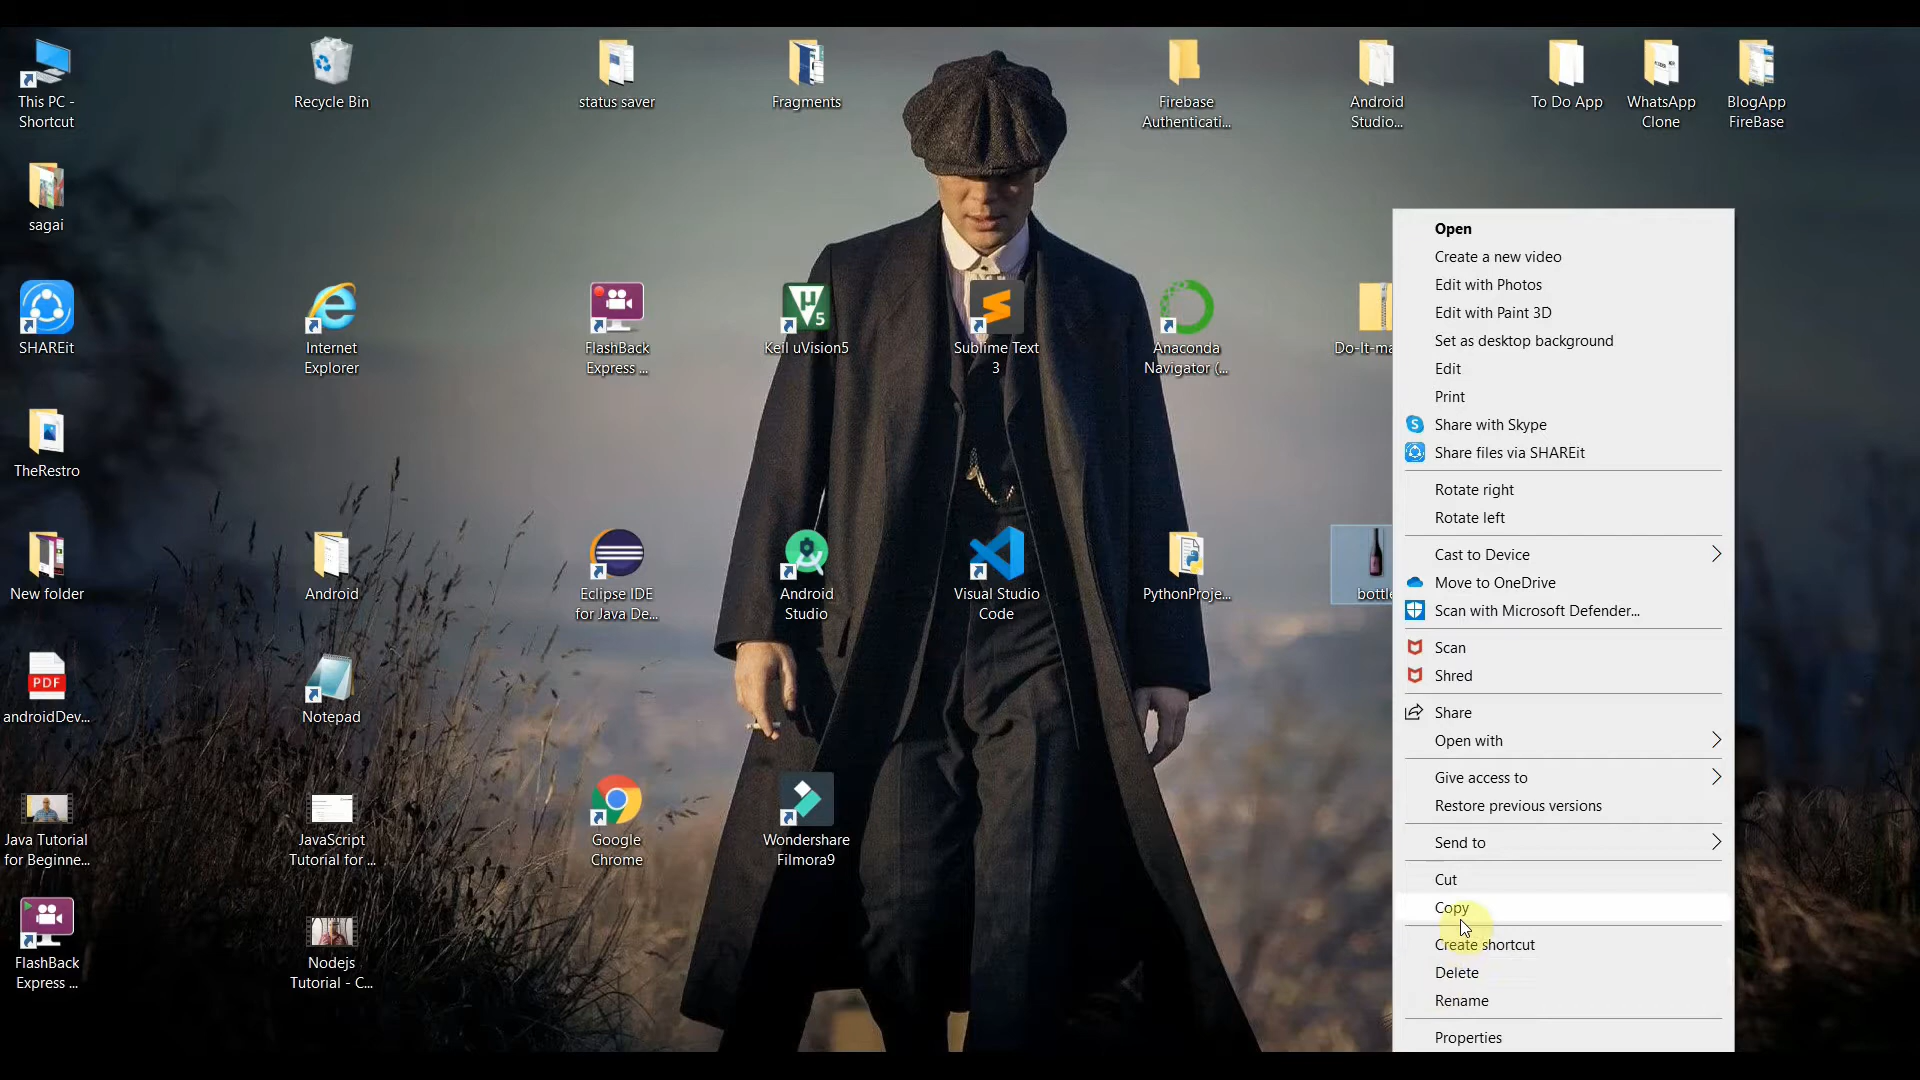 This PC -
Shortcut
Recycle Bin
status saver
Fragments
Firebase
Authenticati...
Android
Studio...
To Do App
WhatsApp
Clone
BlogApp
FireBase
sagai
SHAREit
Internet
Explorer
FlashBack
Express ...
Keil uVision5
Sublime Text
3
Anaconda
Navigator (...
Do-It-ma
TheRestro
New folder
Android
Eclipse IDE
for Java De...
Android
Studio
Visual Studio
Code
PythonProje...
bottle
PDF
androidDev...
Notepad
Java Tutorial
for Beginne...
JavaScript
Tutorial for ...
Google
Chrome
Wondershare
Filmora9
FlashBack
Express ...
Nodejs
Tutorial - C...
Open
Create a new video
Edit with Photos
Edit with Paint 3D
Set as desktop background
Edit
Print
Share with Skype
Share files via SHAREit
Rotate right
Rotate left
Cast to Device
Move to OneDrive
Scan with Microsoft Defender...
Scan
Shred
Share
Open with
Give access to
Restore previous versions
Send to
Cut
Copy
Create shortcut
Delete
Rename
Properties